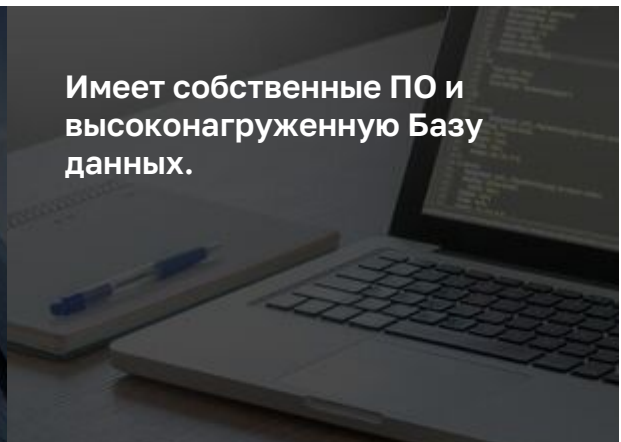 Имеет собственные ПО и
высоконагруженную Базу
данных.